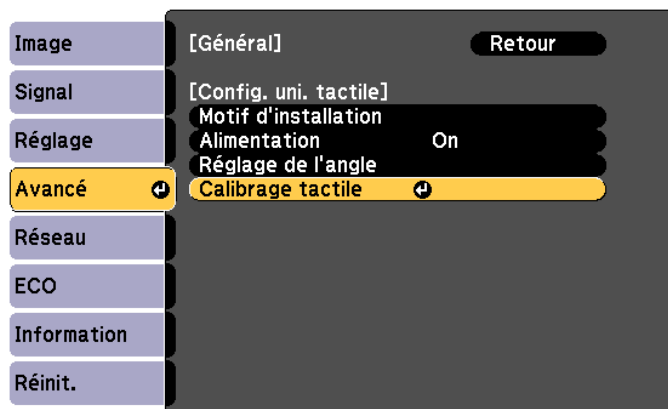 Image
Signal
Réglage
Avancé
Réseau
ECO
Information
Réinit.
[Général] Retour
[Config. uni. tactile]
Motif d'installation
Alimentation On
Réglage de l'angle
Calibrage tactile